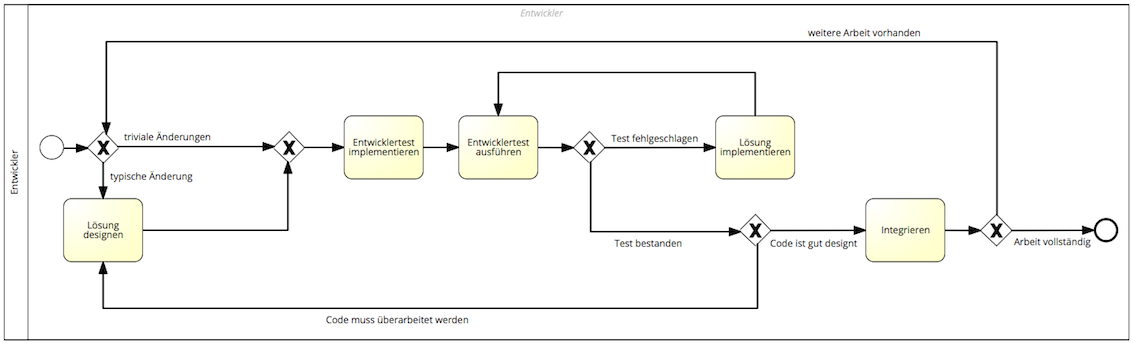 Entwickler
Entwickler
weitere Arbeit vorhanden
triviale Änderungen
typische Änderung
Lösung
designen
Entwicklertest
implementieren
Entwicklertest
ausführen
Test fehlgeschlagen
Lösung
implementieren
Test bestanden
Code ist gut designt
Integrieren
Arbeit vollständig
Code muss überarbeitet werden